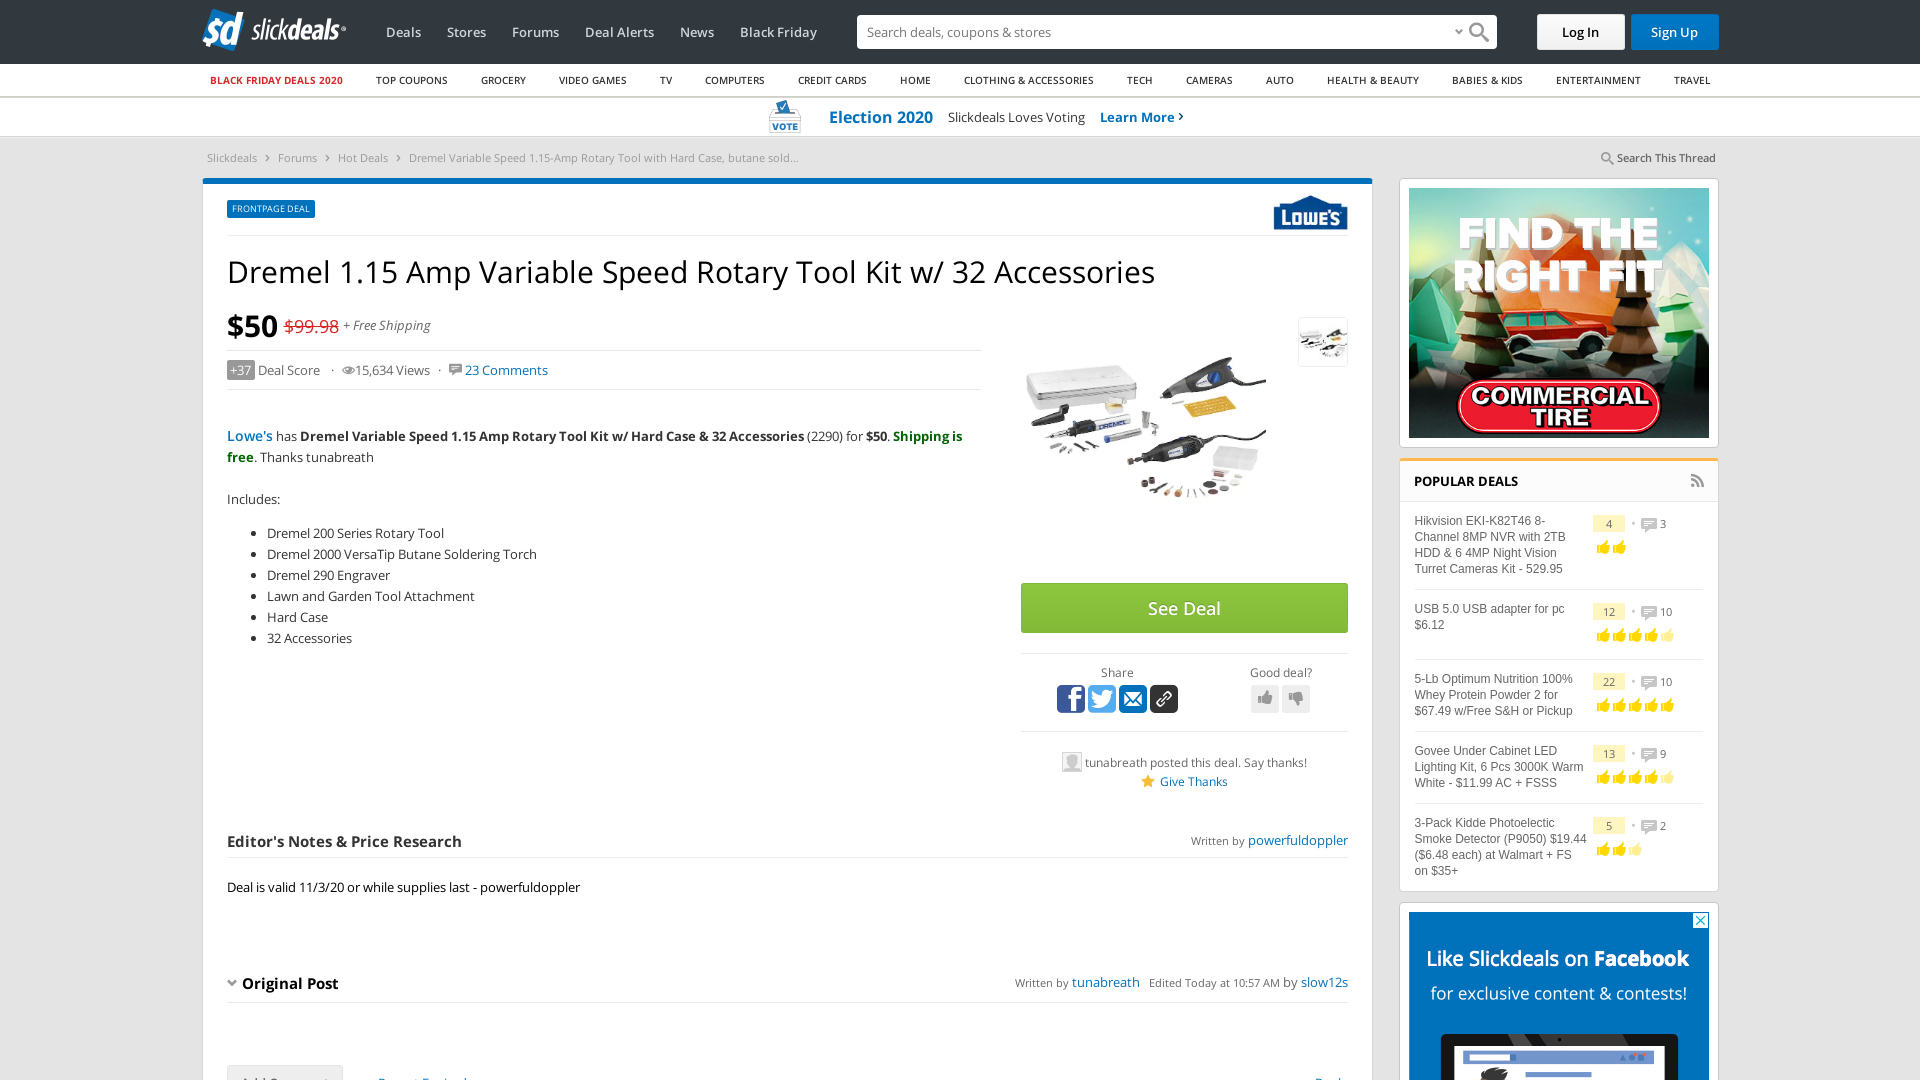 sd slickdeals
Deals
Stores
Forums
Deal Alerts
News
Black Friday
Search deals, coupons & stores
Log In
Sign Up
BLACK FRIDAY DEALS 2020
TOP COUPONS
GROCERY
VIDEO GAMES
TV
COMPUTERS
CREDIT CARDS
HOME
CLOTHING & ACCESSORIES
TECH
CAMERAS
AUTO
HEALTH & BEAUTY
BABIES & KIDS
ENTERTAINMENT
TRAVEL
VOTE
Election 2020 Slickdeals Loves Voting Learn More
Slickdeals > Forums > Hot Deals > Dremel Variable Speed 1.15-Amp Rotary Tool with Hard Case, butane sold...
Search This Thread
FRONTPAGE DEAL
LOWE'S
Dremel 1.15 Amp Variable Speed Rotary Tool Kit w/ 32 Accessories
$50 $99.98 + Free Shipping
+37 Deal Score · 15,634 Views · 23 Comments
Lowe's has Dremel Variable Speed 1.15 Amp Rotary Tool Kit w/ Hard Case & 32 Accessories (2290) for $50. Shipping is
free. Thanks tunabreath
Includes:
• Dremel 200 Series Rotary Tool
• Dremel 2000 VersaTip Butane Soldering Torch
• Dremel 290 Engraver
• Lawn and Garden Tool Attachment
• Hard Case
• 32 Accessories
DREMEL
See Deal
Share
Good deal?
tunabreath posted this deal. Say thanks!
Give Thanks
Editor's Notes & Price Research
Written by powerfuldoppler
Deal is valid 11/3/20 or while supplies last - powerfuldoppler
Original Post
Written by tunabreath Edited Today at 10:57 AM by slow12s
FIND THE
RIGHT FIT
COMMERCIAL
TIRE
POPULAR DEALS
Hikvision EKI-K82T46 8-
Channel 8MP NVR with 2TB
HDD & 6 4MP Night Vision
Turret Cameras Kit - 529.95
4 • 3
USB 5.0 USB adapter for pc
$6.12
12 • 10
5-Lb Optimum Nutrition 100%
Whey Protein Powder 2 for
$67.49 w/Free S&H or Pickup
22 • 10
Govee Under Cabinet LED
Lighting Kit, 6 Pcs 3000K Warm
White - $11.99 AC + FSSS
13 • 9
3-Pack Kidde Photoelectic
Smoke Detector (P9050) $19.44
($6.48 each) at Walmart + FS
on $35+
5 • 2
Like Slickdeals on Facebook
for exclusive content & contests!